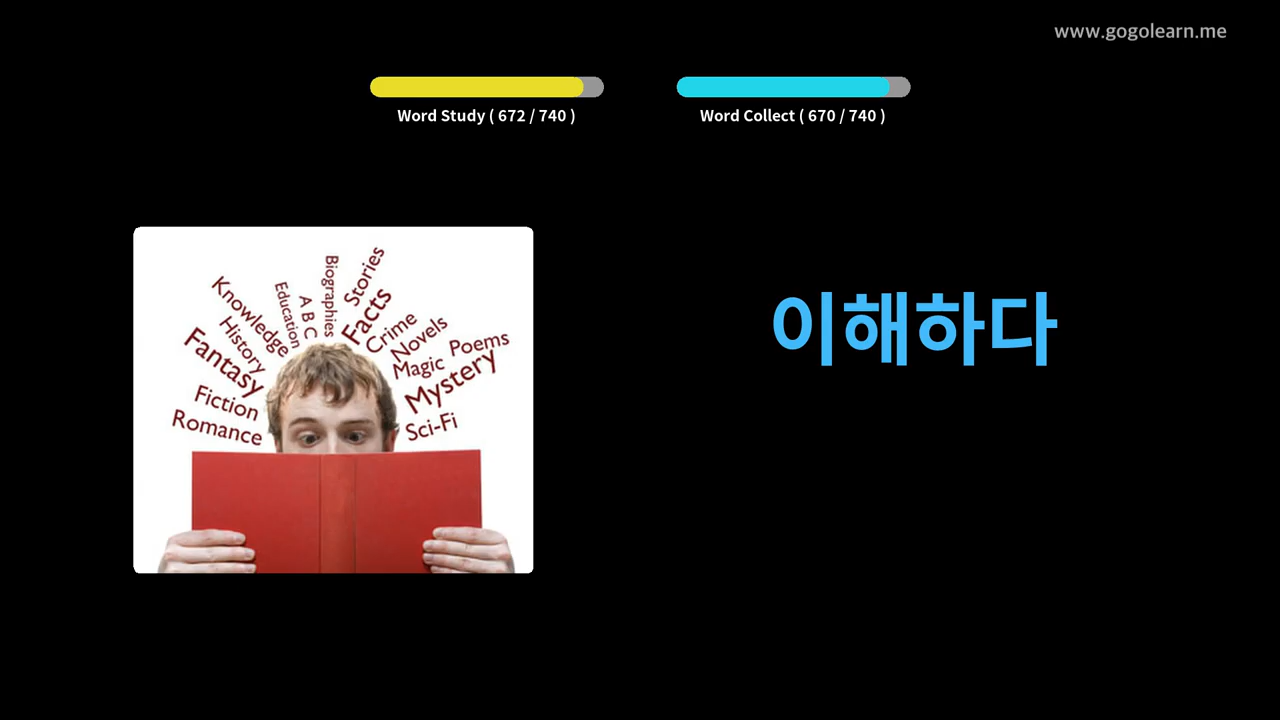 www.gogolearn.me
Word Study ( 672 / 740 )
Word Collect ( 670 / 740 )
Knowledge
Education
A B C
Biographies
Stories
Facts
Crime
Novels
Poems
Magic
Mystery
Sci-Fi
History
Fantasy
Fiction
Romance
이해하다